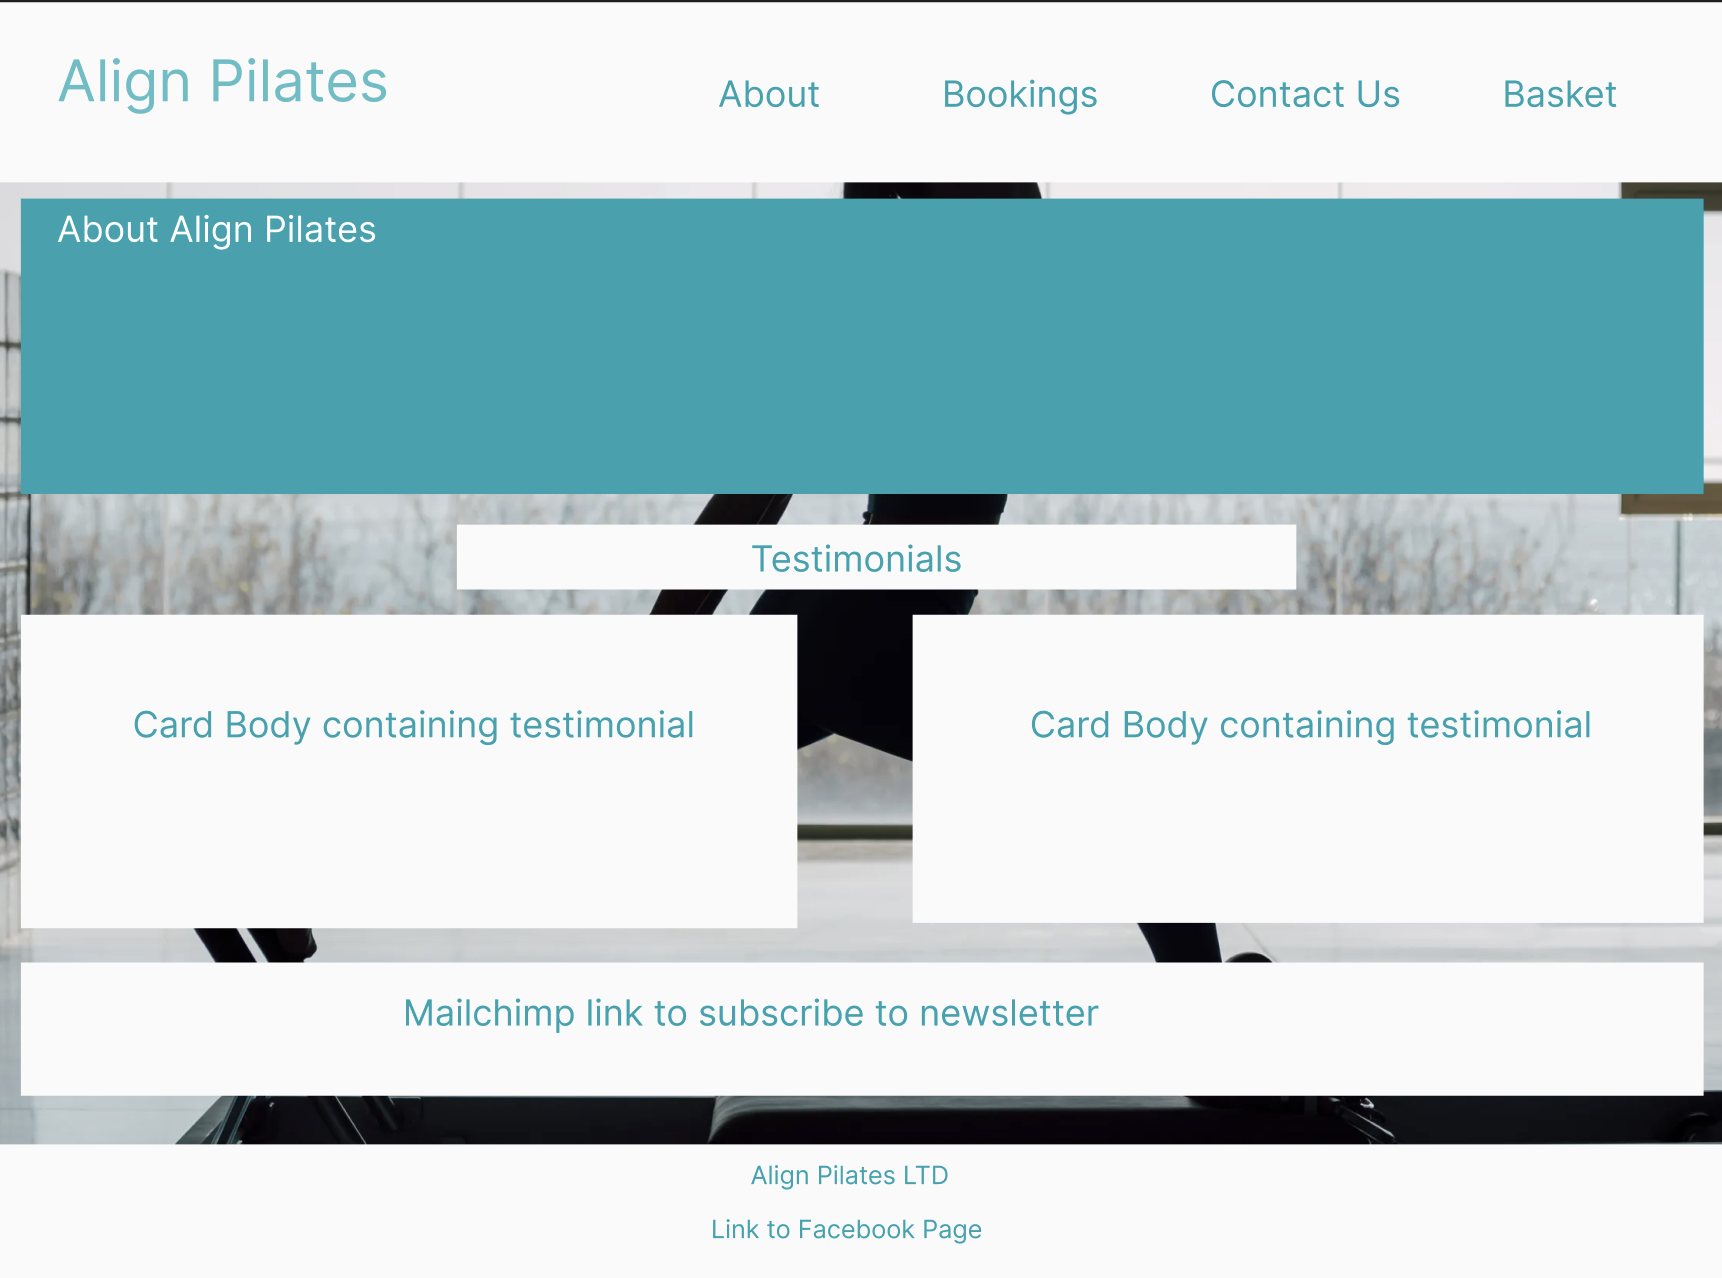 Align Pilates
About
Bookings
Contact Us
Basket
About Align Pilates
Testimonials
Card Body containing testimonial
Card Body containing testimonial
Mailchimp link to subscribe to newsletter
Align Pilates LTD
Link to Facebook Page